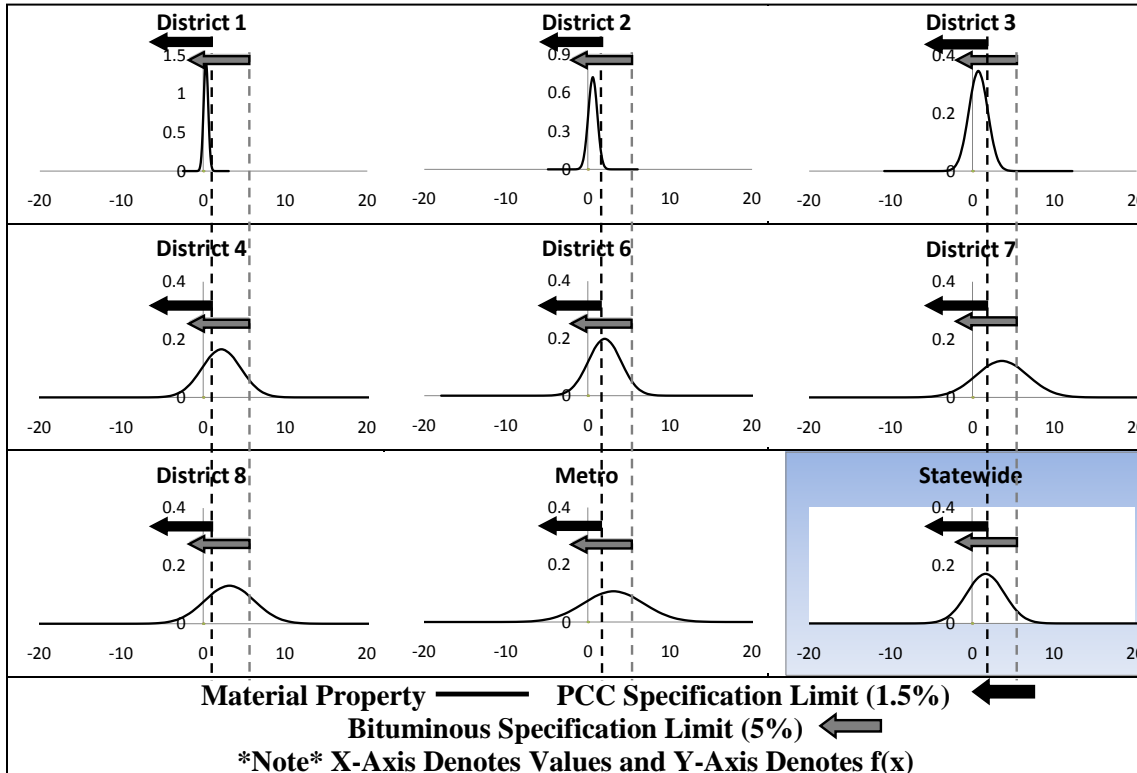 District 1 District 2 District 3
1.5 0.9 0.4
1 0.6
0.5 0.3 0.2
0 0 0
-20 -10 0 10 20 -20 -10 0 10 20 -20 -10 0 10 20
District 4 District 6 District 7
0.4 0.4 0.4
0.2 0.2 0.2
0 0 0
-20 -10 0 10 20 -20 -10 0 10 20 -20 -10 0 10 20
District 8 Metro Statewide
0.4 0.4 0.4
0.2 0.2 0.2
0 0 0
-20 -10 0 10 20 -20 -10 0 10 20 -20 -10 0 10 20
Material Property PCC Specification Limit (1.5%)
Bituminous Specification Limit (5%)
*Note* X-Axis Denotes Values and Y-Axis Denotes f(x)